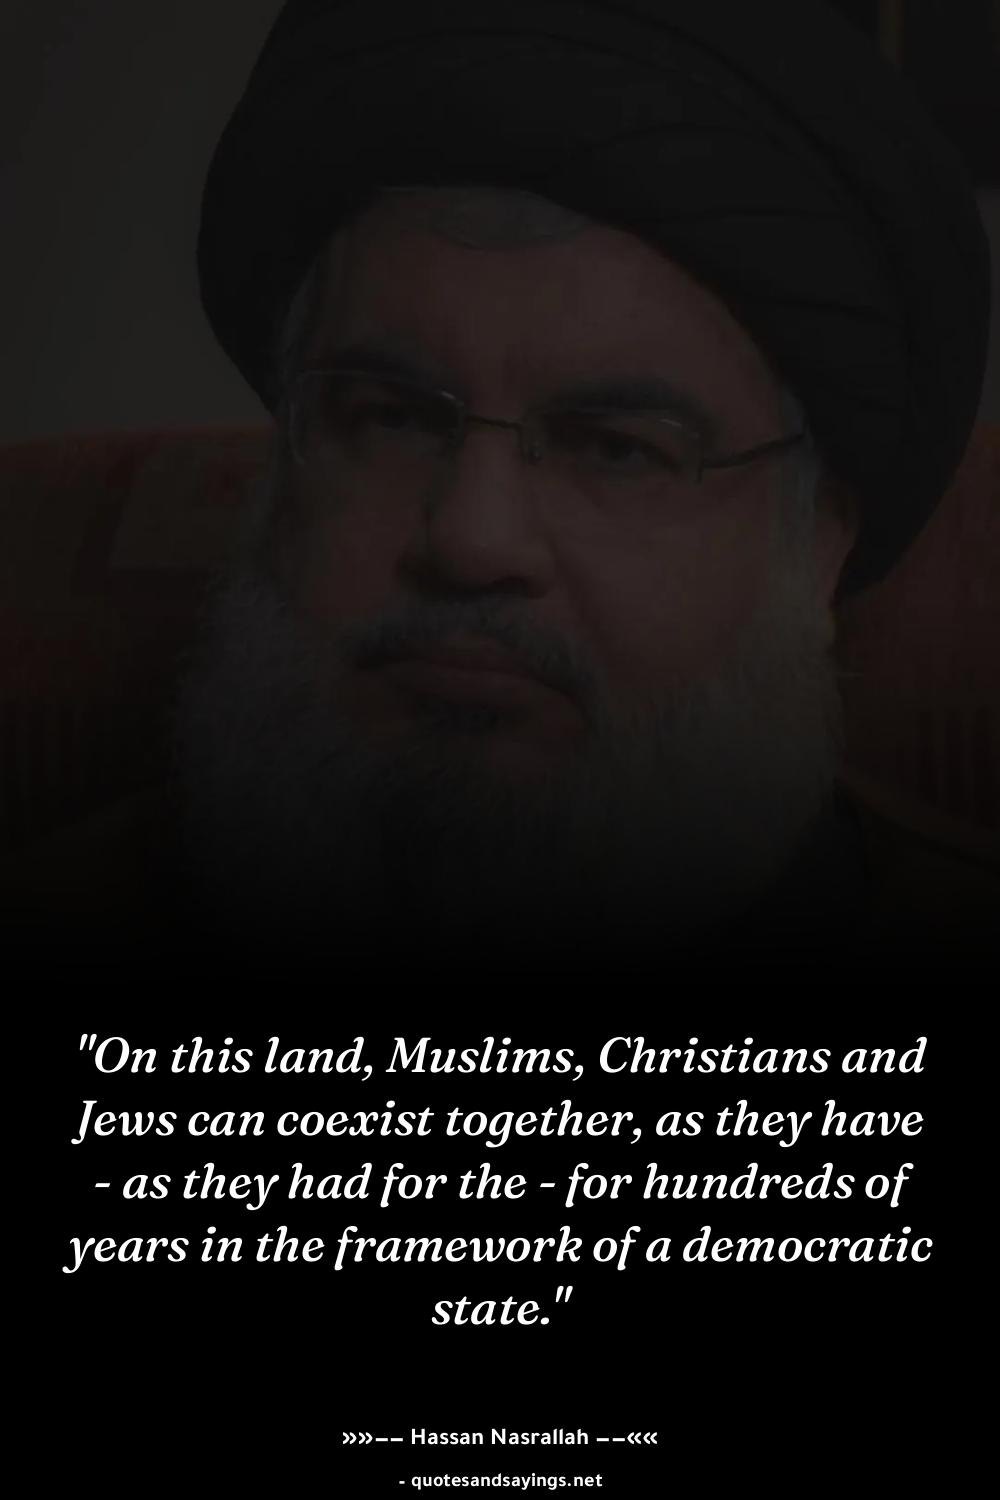 "On this land, Muslims, Christians and
Jews can coexist together, as they have
- as they had for the - for hundreds of
years in the framework of a democratic
state."
»»−− Hassan Nasrallah −−««
- quotesandsayings.net